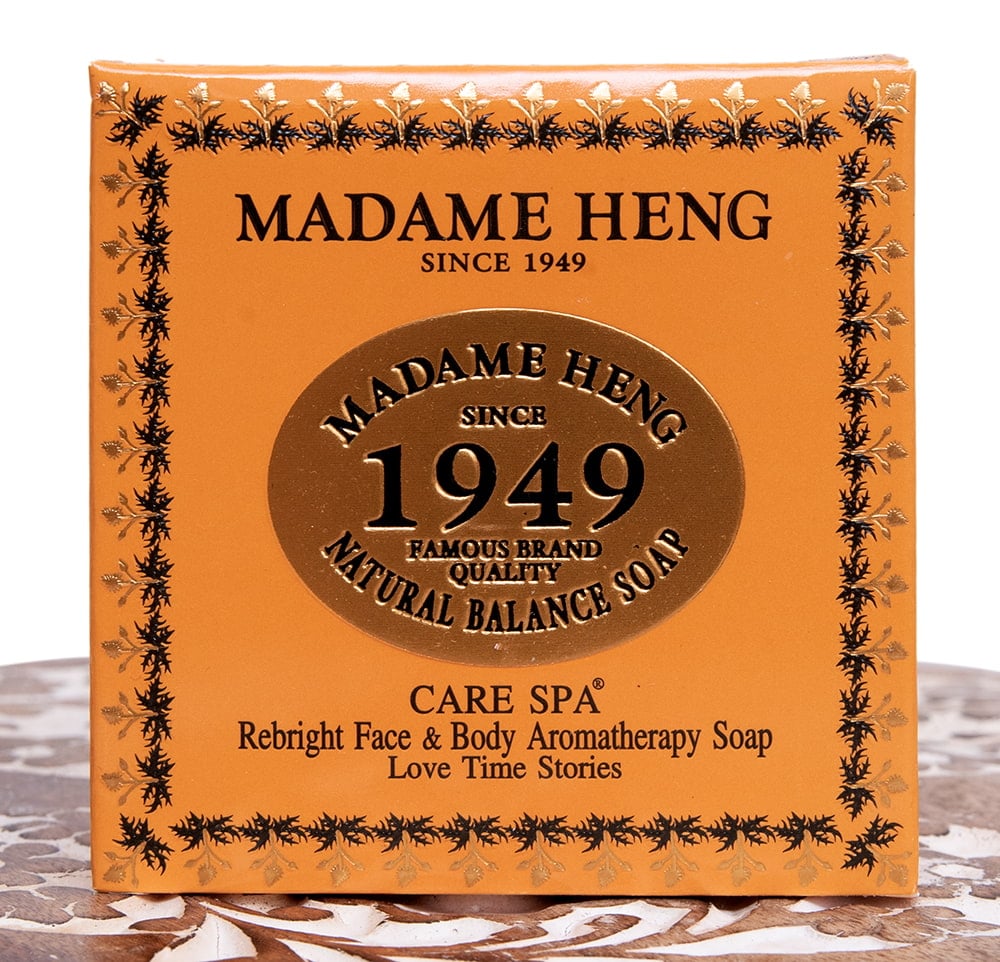 MADAME HENG
SINCE 1949
MADAME HENG
SINCE
1949
FAMOUS BRAND
QUALITY
NATURAL BALANCE SOAP
CARE SPA®
Rebright Face & Body Aromatherapy Soap
Love Time Stories